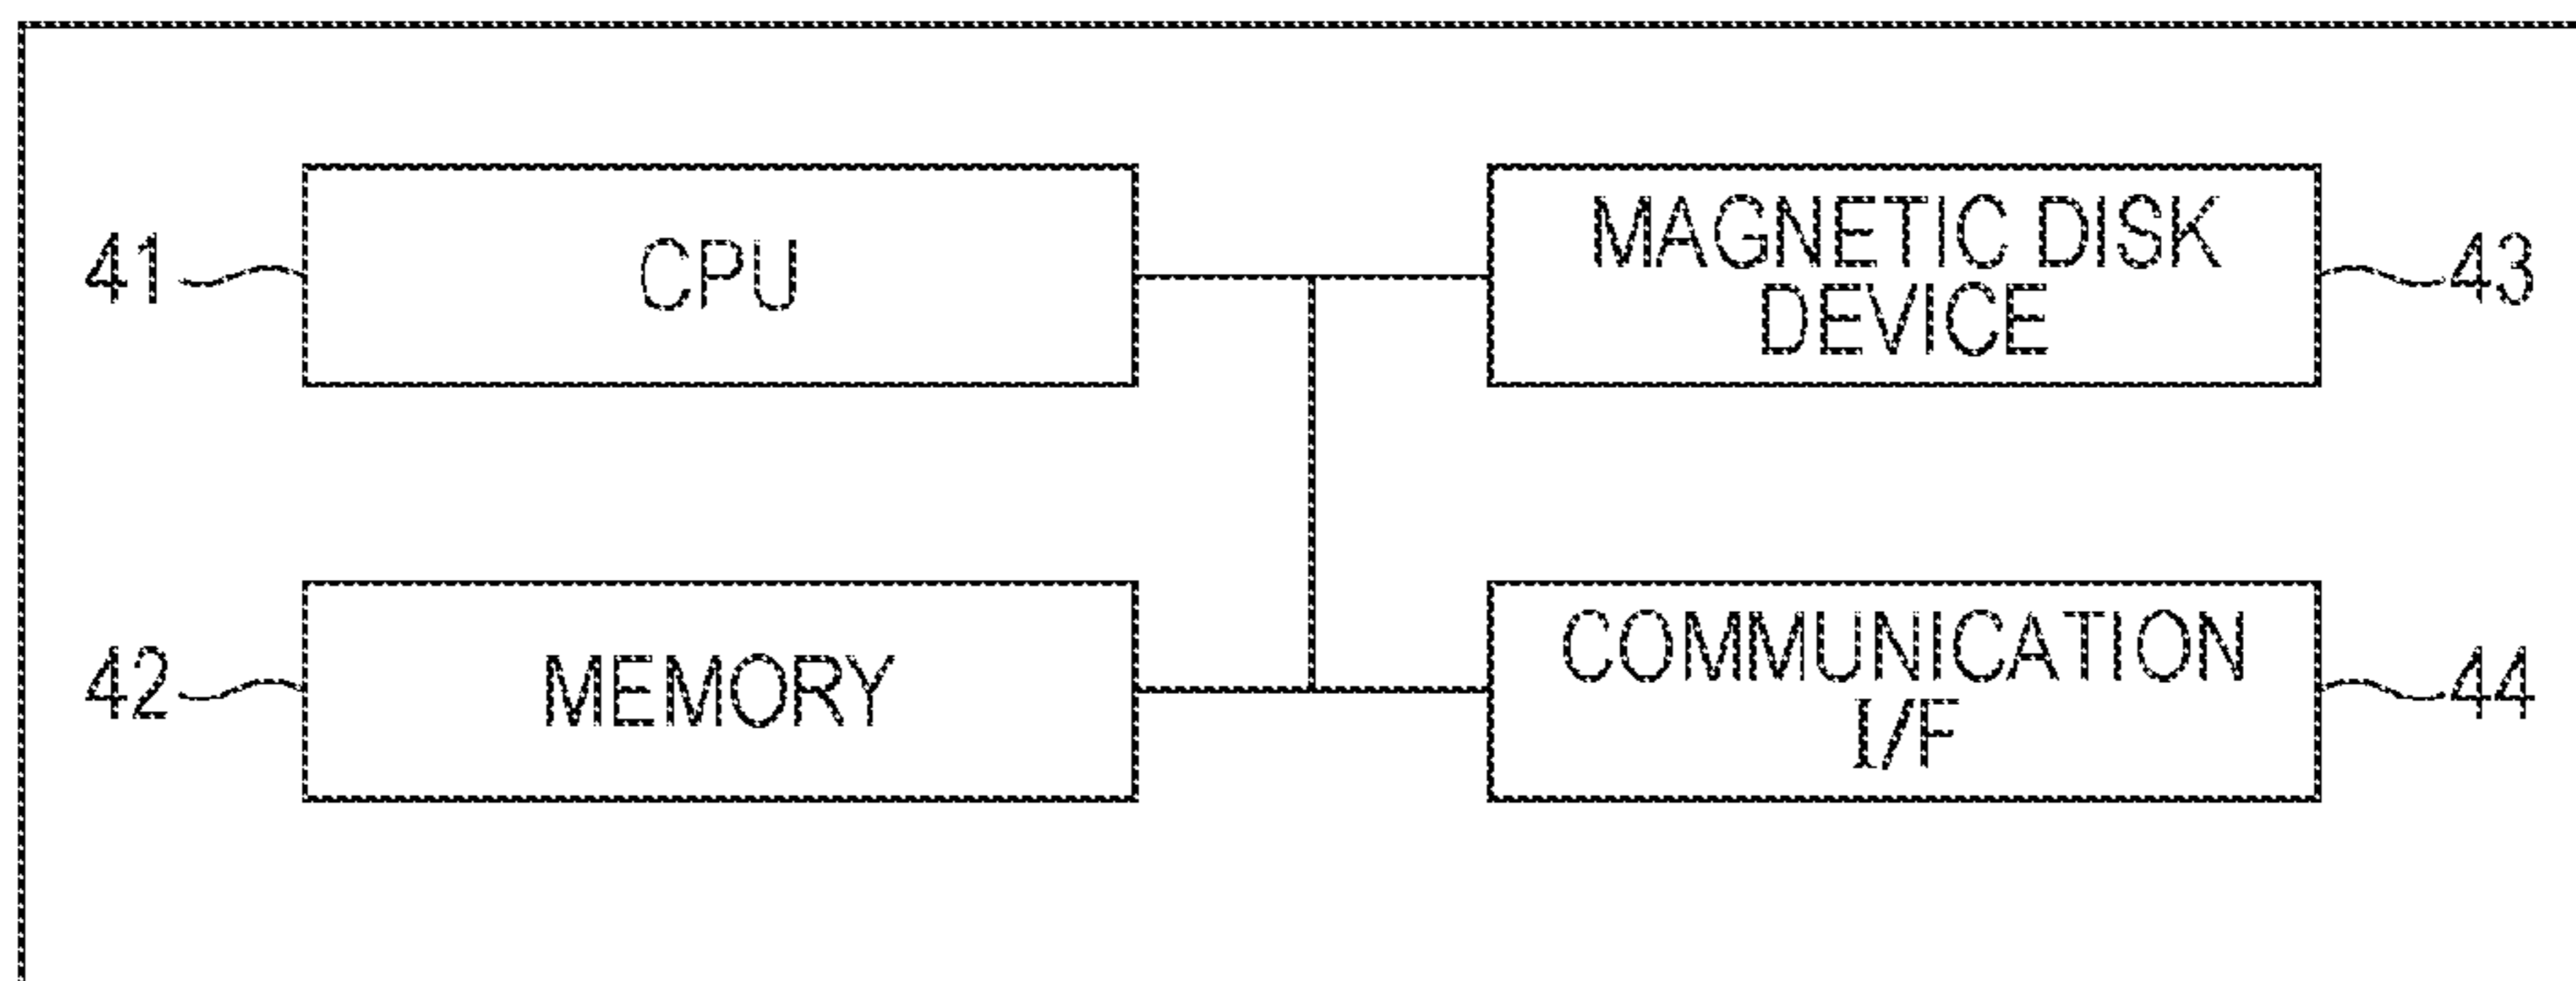 41
CPU
MAGNETIC DISK
DEVICE
43
42
MEMORY
COMMUNICATION
I/F
44